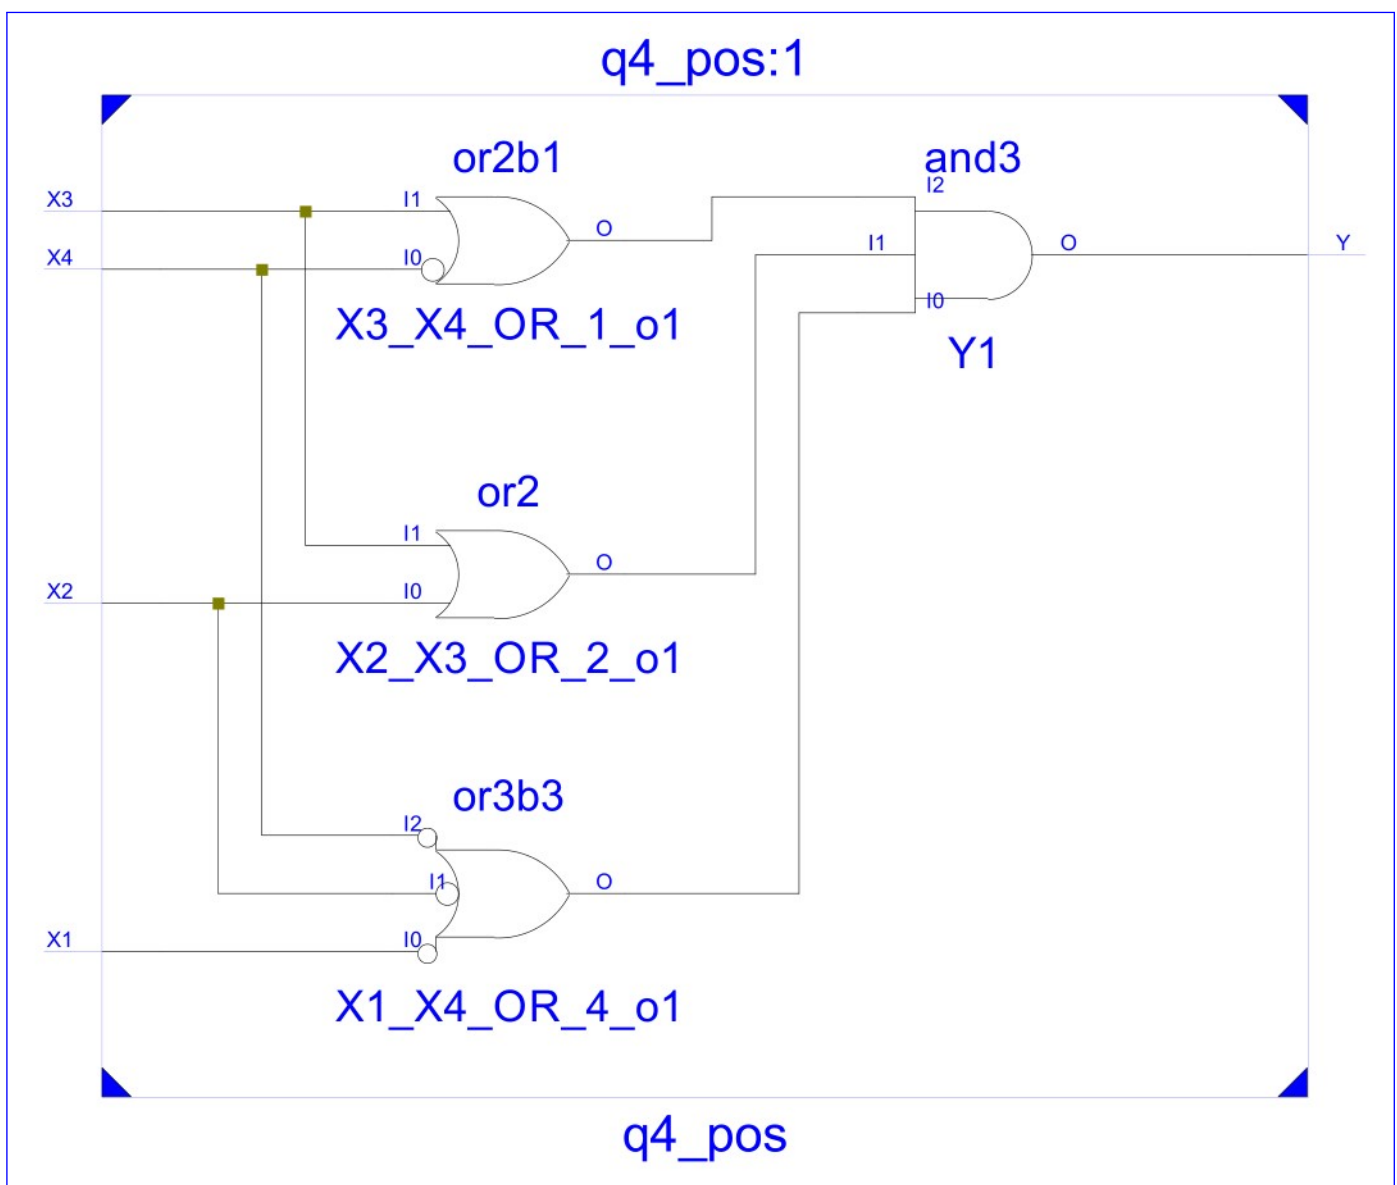 q4_pos:1
or2b1
and3
I2
X3
I1
O
I1
O
Y
X4
I0
I0
X3_X4_OR_1_o1
Y1
or2
I1
O
X2
I0
X2_X3_OR_2_o1
or3b3
I2
I1
O
X1
I0
X1_X4_OR_4_o1
q4_pos